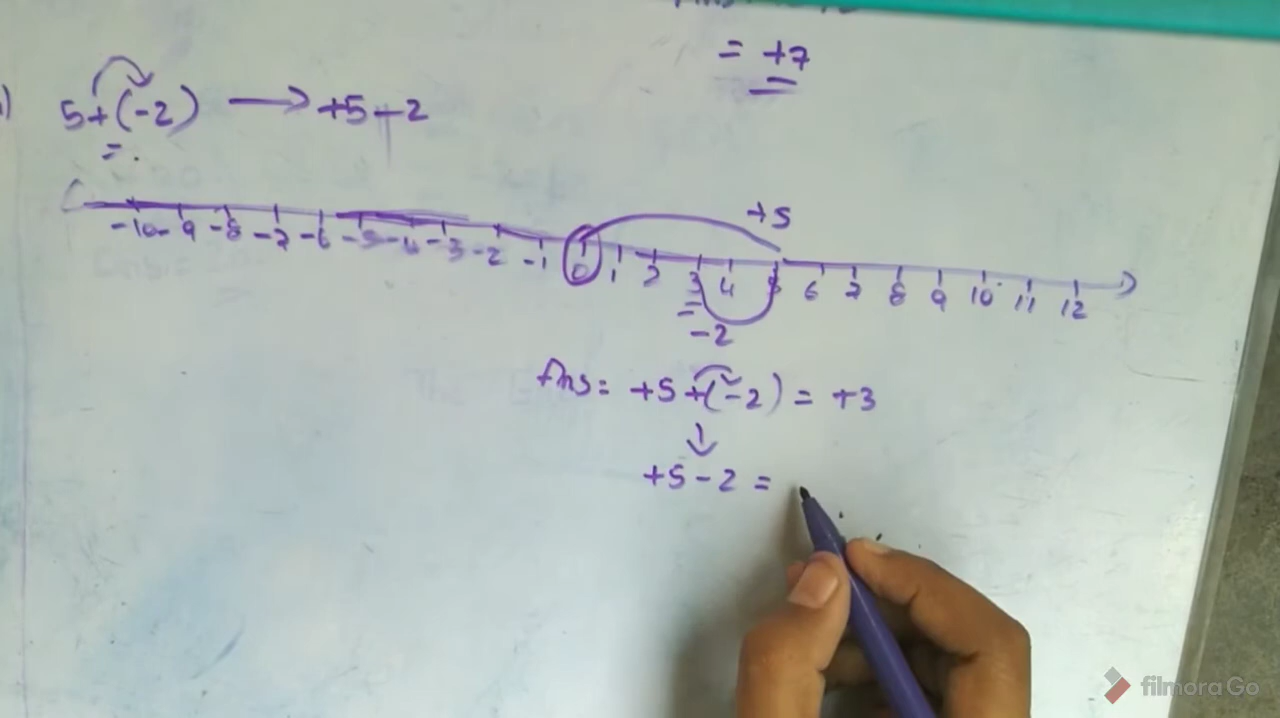 = +7
5+(-2) → +5-2
= .
+5
-10 -9 -8 -7 -6 -5 -4 -3 -2 -1 0 1 2 3 4 5 6 7 8 9 10 11 12
=
-2
Ans = +5+(-2) = +3
+5-2 =
filmora Go